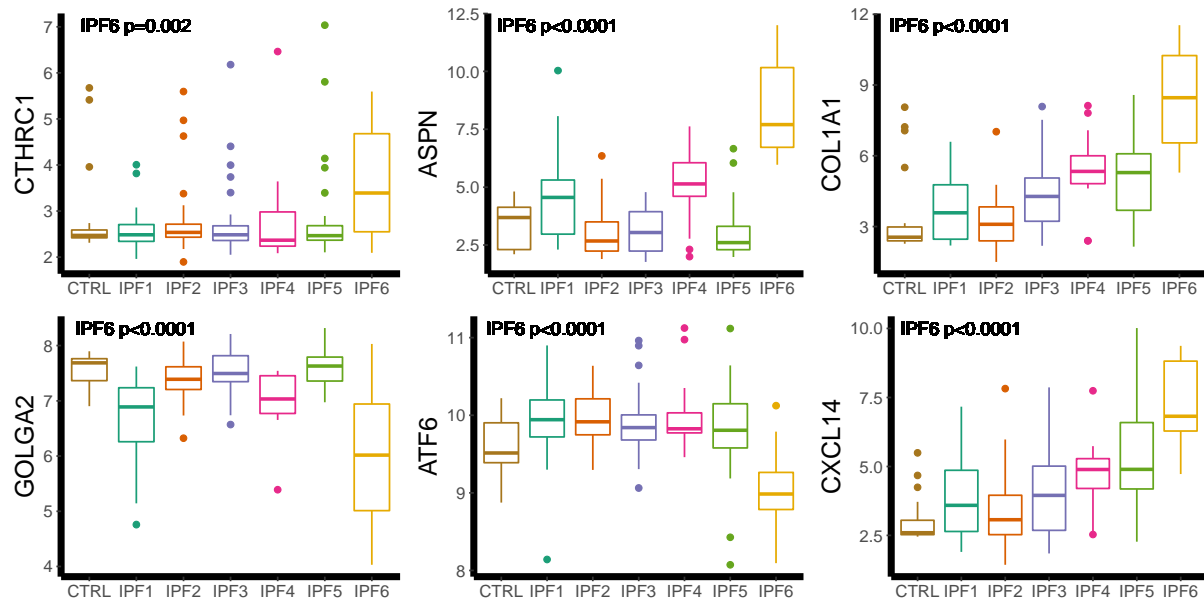 IPF6 p=0.002
CTHRC1
7
6
5
4
3
2
CTRL IPF1 IPF2 IPF3 IPF4 IPF5 IPF6
IPF6 p<0.0001
ASPN
12.5
10.0
7.5
5.0
2.5
CTRL IPF1 IPF2 IPF3 IPF4 IPF5 IPF6
IPF6 p<0.0001
COL1A1
12
9
6
3
CTRL IPF1 IPF2 IPF3 IPF4 IPF5 IPF6
IPF6 p<0.0001
GOLGA2
8
7
6
5
4
CTRL IPF1 IPF2 IPF3 IPF4 IPF5 IPF6
IPF6 p<0.0001
ATF6
11
10
9
8
CTRL IPF1 IPF2 IPF3 IPF4 IPF5 IPF6
IPF6 p<0.0001
CXCL14
10.0
7.5
5.0
2.5
CTRL IPF1 IPF2 IPF3 IPF4 IPF5 IPF6